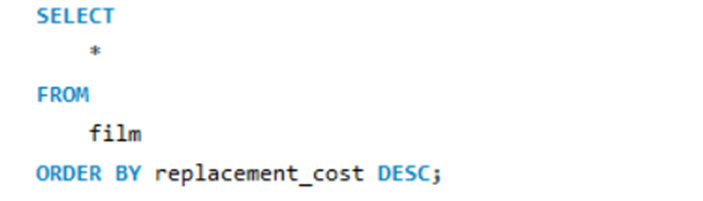 SELECT
*
FROM
film
ORDER BY replacement_cost DESC;